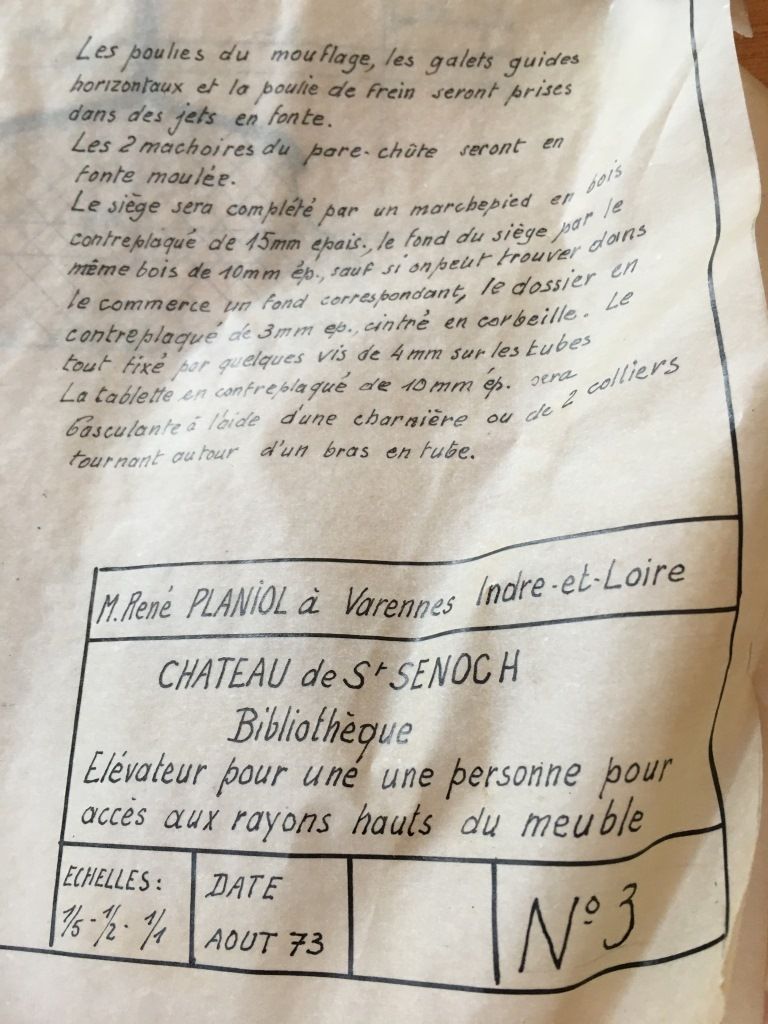 Les poulies du mouflage, les galets guides
horizontaux et la poulie de frein seront prises
dans des jets en fonte.
Les 2 machoires du pare-chûte seront en
fonte moulée.
Le siège sera complété par un marchepied en bois
contreplaqué de 15mm epais., le fond du siège par le
même bois de 10mm ép., sauf si on peut trouver dans
le commerce un fond correspondant, le dossier en
contreplaqué de 3mm ep., cintré en corbeille. Le
tout fixé par quelques vis de 4mm sur les tubes
La tablette en contreplaqué de 10mm ép. sera
basculante à l'aide d'une charnière ou de 2 colliers
tournant autour d'un bras en tube.
M. René PLANIOL à Varennes Indre-et-Loire
CHATEAU de St SENOCH
Bibliothèque
Elévateur pour une une personne pour
accès aux rayons hauts du meuble
ECHELLES:
1/5 - 1/2 - 1/1
DATE
AOUT 73
N° 3